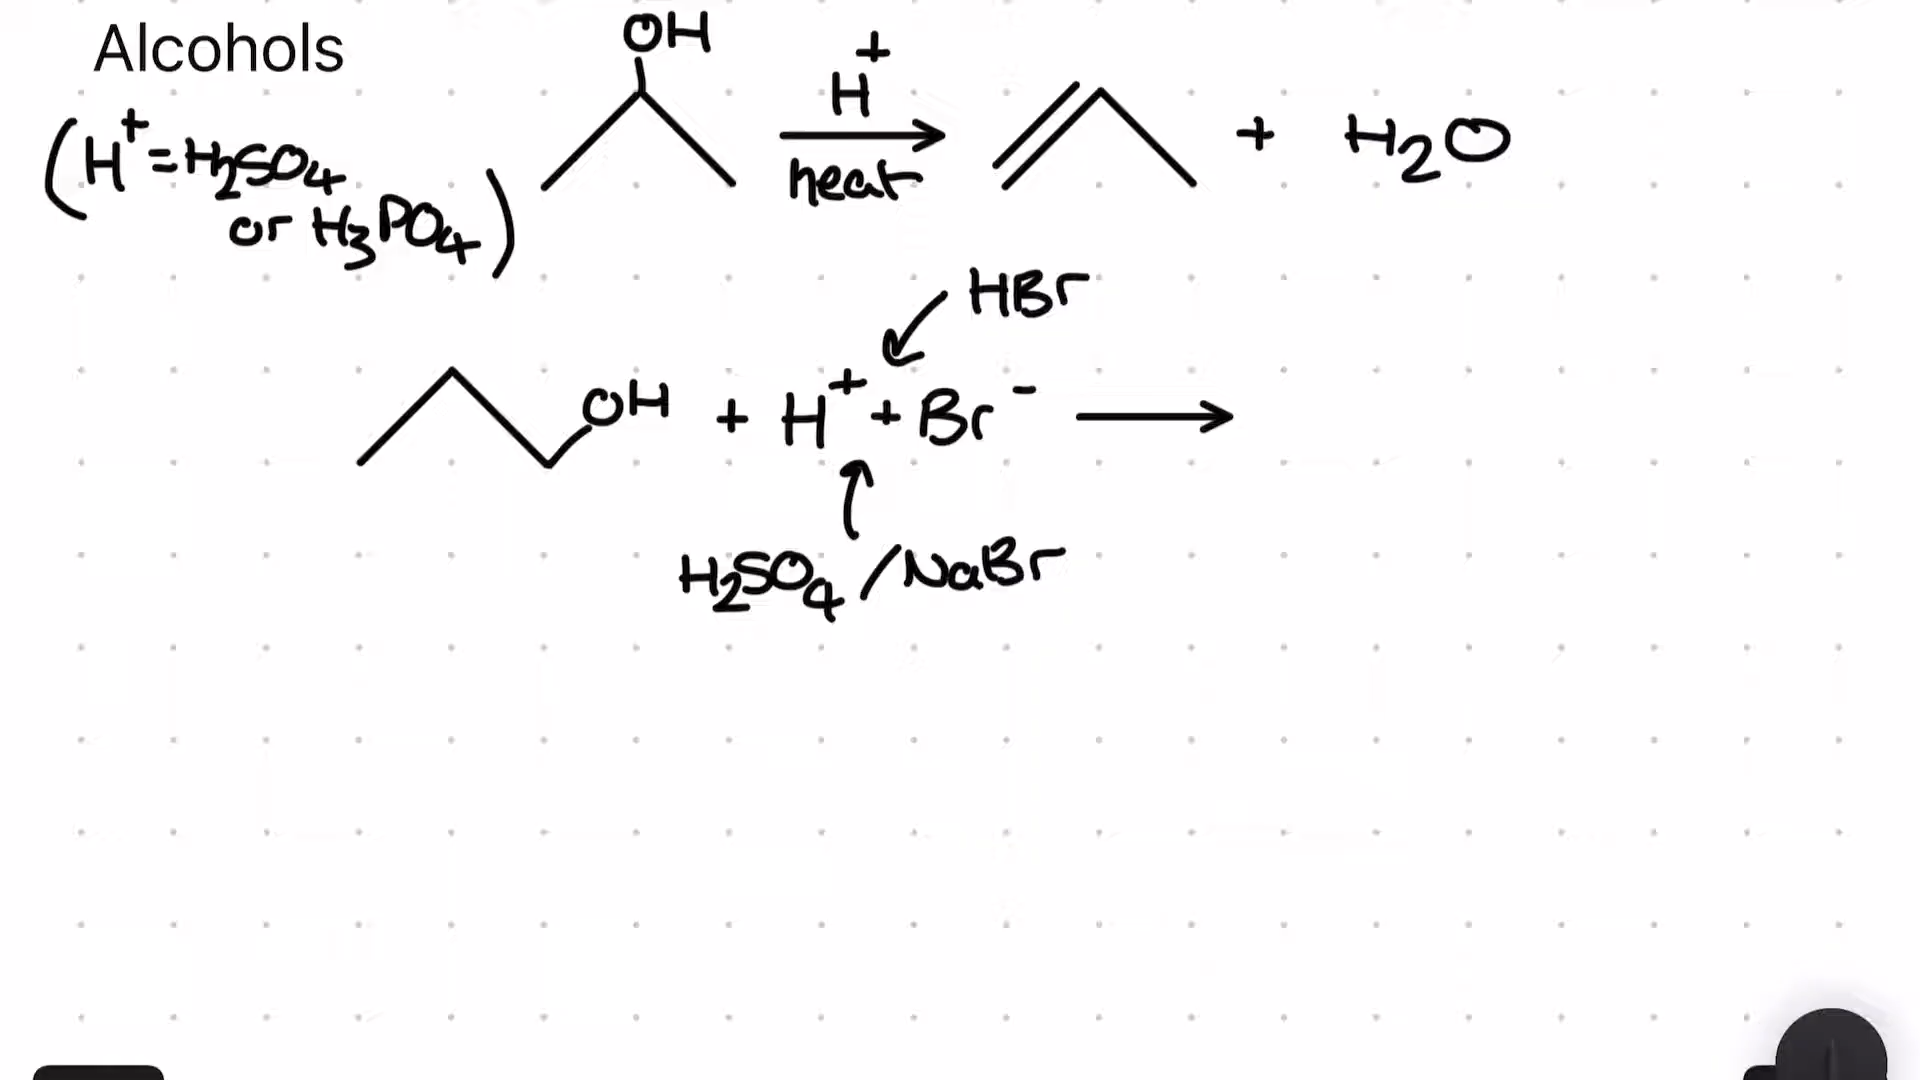 Alcohols
(H⁺ = H₂SO₄
or H₃PO₄)
OH
H⁺
heat
+ H₂O
HBr
OH + H⁺ + Br⁻ ⟶
H₂SO₄ / NaBr